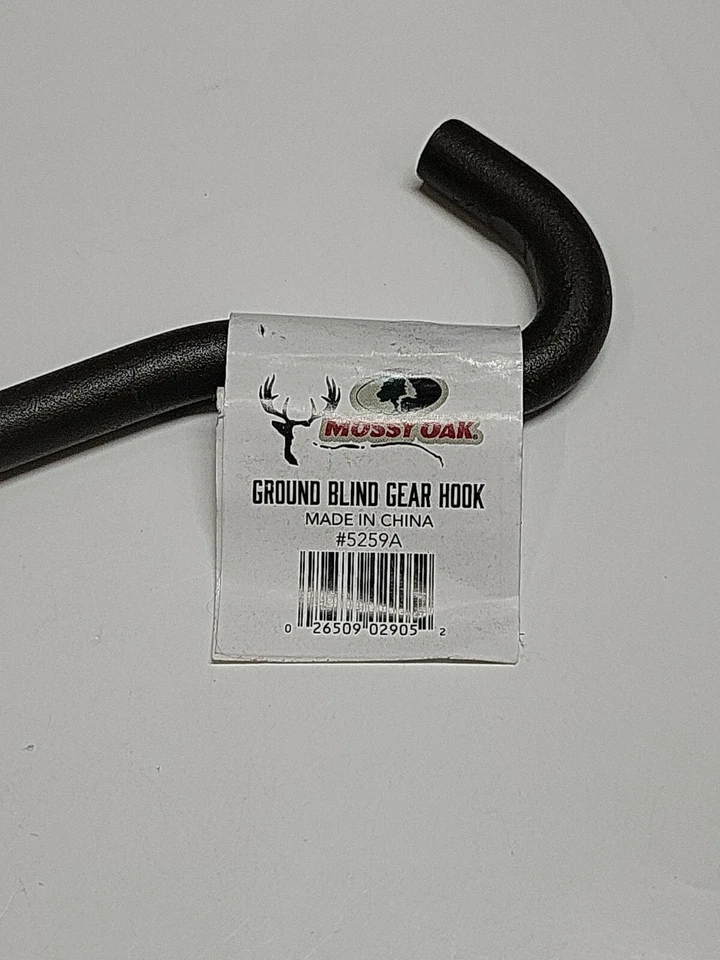 MOSSY OAK.
GROUND BLIND GEAR HOOK
MADE IN CHINA
#5259A
0 26509 02905 2